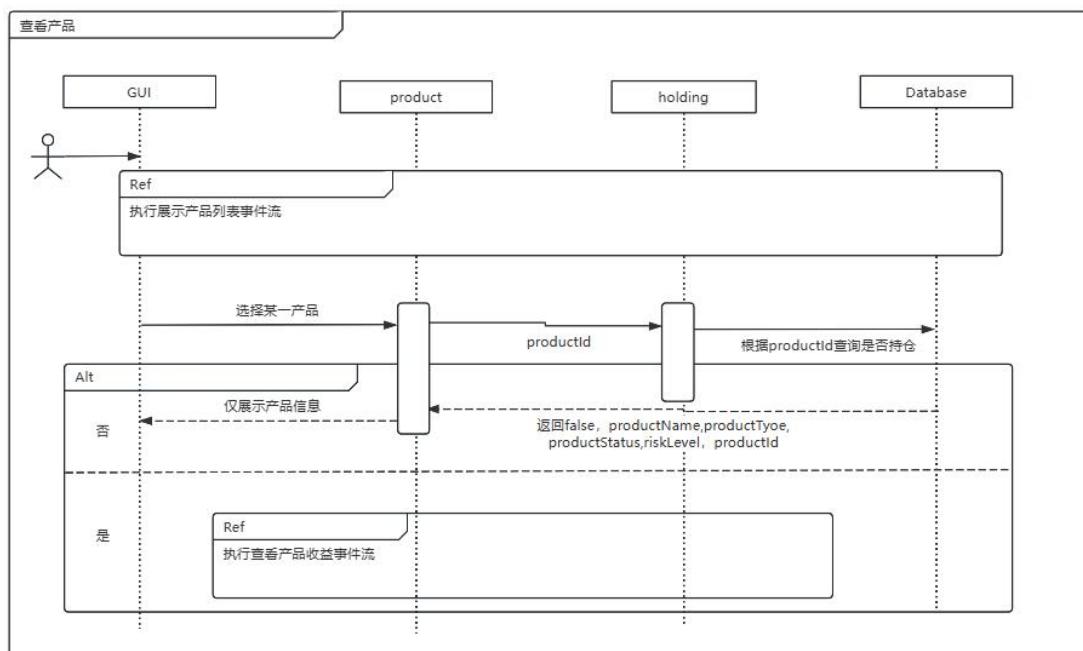 查看产品
GUI
product
holding
Database
Ref
执行展示产品列表事件流
选择某一产品
productId
根据productId查询是否持仓
Alt
否
仅展示产品信息
返回false，productName,productTyoe,
productStatus,riskLevel，productId
是
Ref
执行查看产品收益事件流